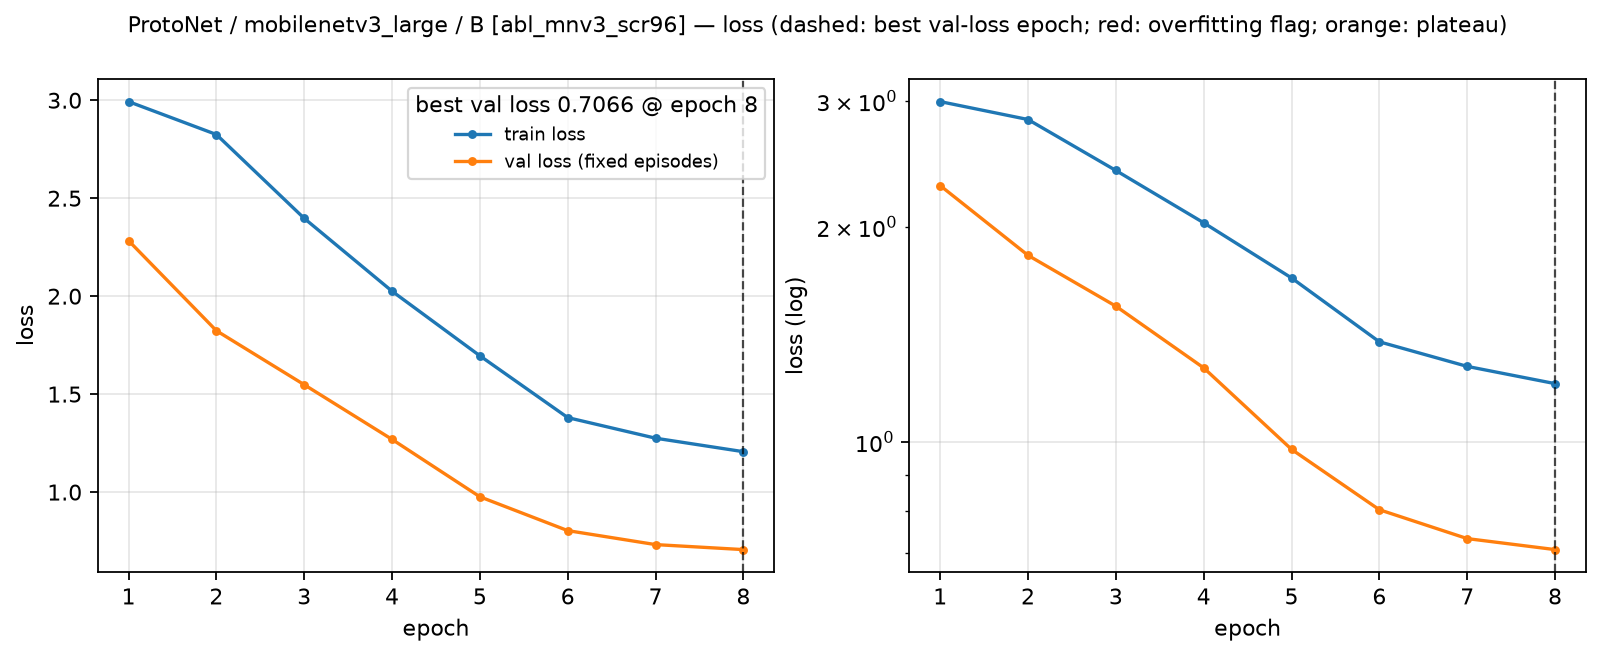 ProtoNet / mobilenetv3_large / B [abl_mnv3_scr96] — loss (dashed: best val-loss epoch; red: overfitting flag; orange: plateau)
best val loss 0.7066 @ epoch 8
train loss
val loss (fixed episodes)
loss
3.0
2.5
2.0
1.5
1.0
1 2 3 4 5 6 7 8
epoch
loss (log)
3 × 10⁰
2 × 10⁰
10⁰
1 2 3 4 5 6 7 8
epoch